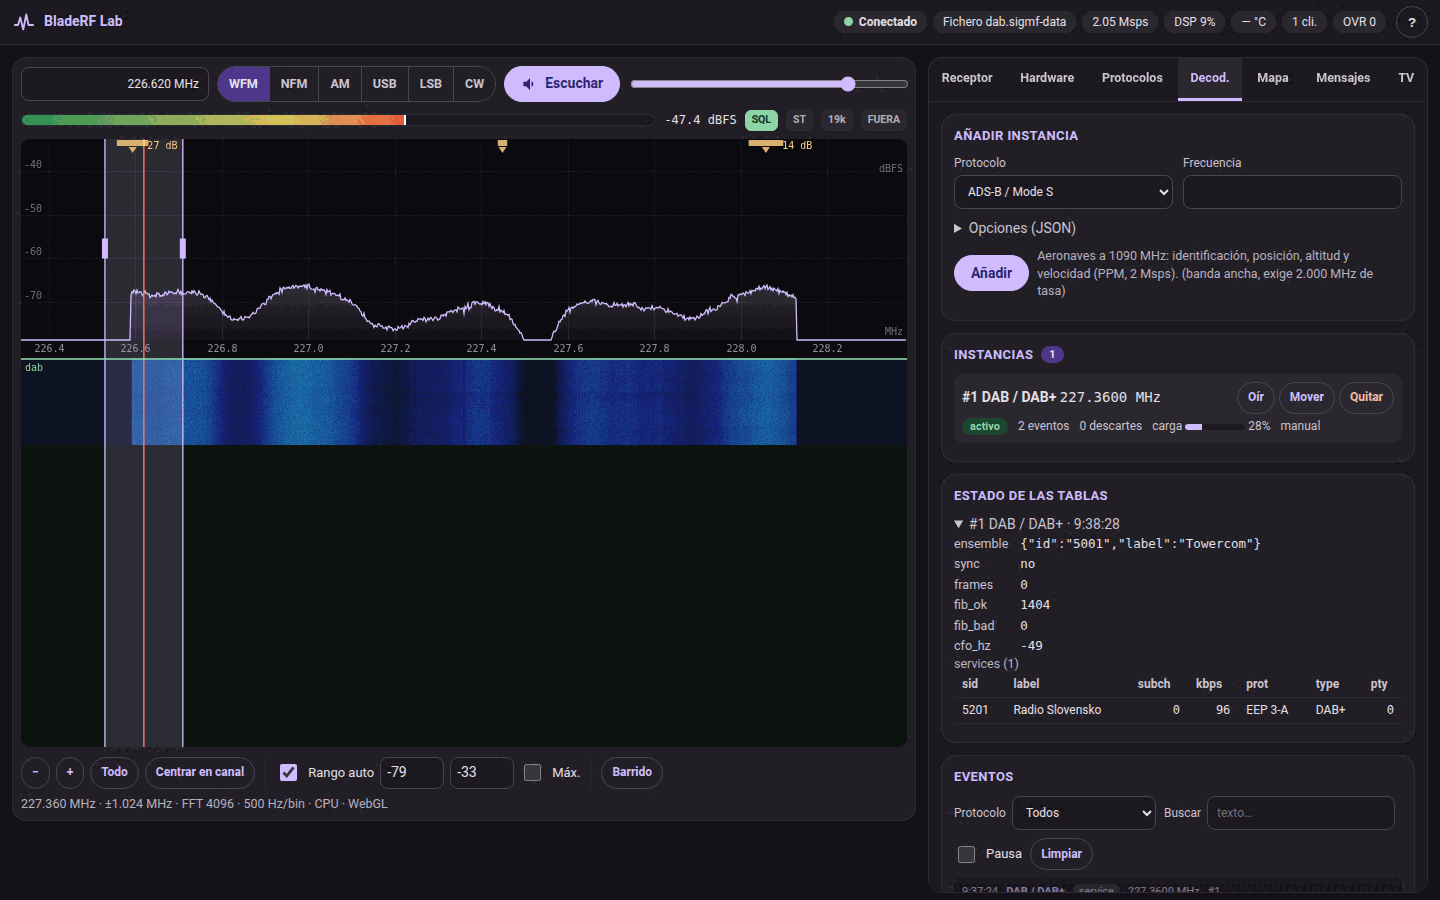 BladeRF Lab
Conectado
Fichero dab.sigmf-data
2.05 Msps
DSP 9%
— °C
1 cli.
OVR 0
?
226.620 MHz
WFM
NFM
AM
USB
LSB
CW
Escuchar
-47.4 dBFS
SQL
ST
19k
FUERA
27 dB
14 dB
-40
dBFS
-50
-60
-70
MHz
226.4
226.6
226.8
227.0
227.2
227.4
227.6
227.8
228.0
228.2
dab
−
+
Todo
Centrar en canal
Rango auto
-79
-33
Máx.
Barrido
227.360 MHz · ±1.024 MHz · FFT 4096 · 500 Hz/bin · CPU · WebGL
Receptor
Hardware
Protocolos
Decod.
Mapa
Mensajes
TV
AÑADIR INSTANCIA
Protocolo
Frecuencia
ADS-B / Mode S
Opciones (JSON)
Añadir
Aeronaves a 1090 MHz: identificación, posición, altitud y
velocidad (PPM, 2 Msps). (banda ancha, exige 2.000 MHz de
tasa)
INSTANCIAS 1
#1 DAB / DAB+ 227.3600 MHz
Oír
Mover
Quitar
activo 2 eventos 0 descartes carga 28% manual
ESTADO DE LAS TABLAS
#1 DAB / DAB+ · 9:38:28
ensemble {"id":"5001","label":"Towercom"}
sync no
frames 0
fib_ok 1404
fib_bad 0
cfo_hz -49
services (1)
sid label subch kbps prot type pty
5201 Radio Slovensko 0 96 EEP 3-A DAB+ 0
EVENTOS
Protocolo Todos Buscar texto…
Pausa Limpiar
9:37:24 DAB / DAB+ service 227.3600 MHz #1